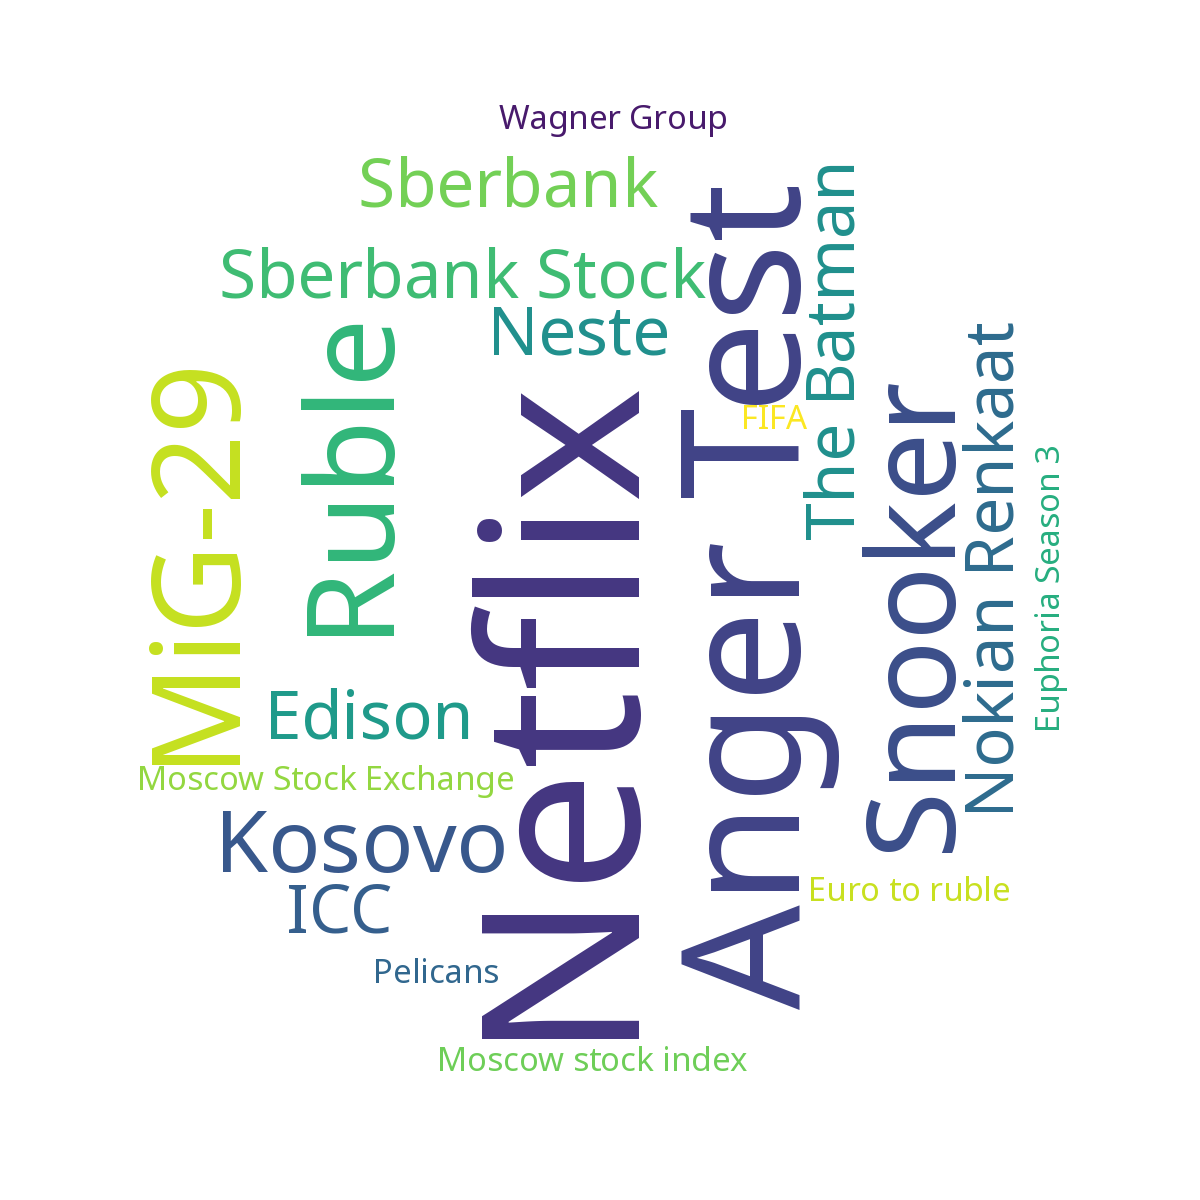 Wagner Group
Sberbank
Sberbank Stock
Neste
MiG-29
Ruble
Netflix
Anger Test
The Batman
FIFA
Snooker
Nokian Renkaat
Euphoria Season 3
Edison
Moscow Stock Exchange
Kosovo
ICC
Euro to ruble
Pelicans
Moscow stock index